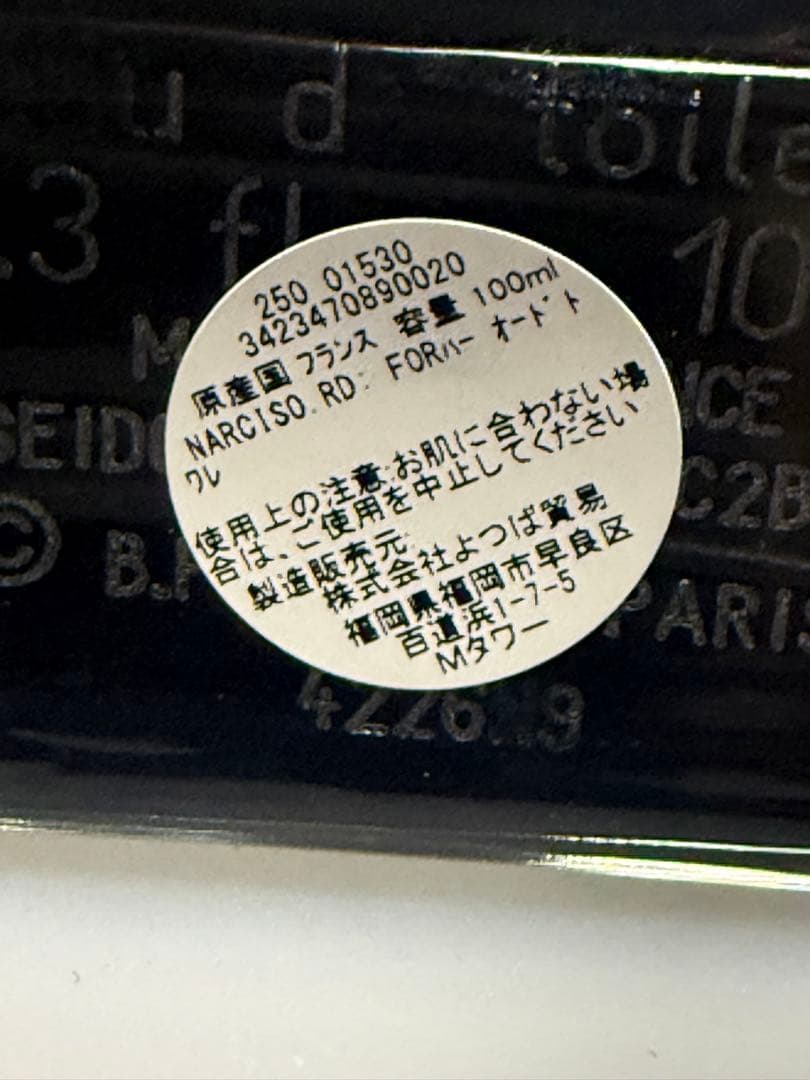 u d toile
.3 fl 10
250 01530
3423470890020
原産国 フランス 容量 100ml
NARCISO.RD: FORハー オードト
ワレ
使用上の注意:お肌に合わない場
合は、ご使用を中止してください
製造販売元:
株式会社よつば貿易
福岡県福岡市早良区
百道浜1-7-5
Mタワー
SEIDO
NCE
C2B
© B.P
PARIS